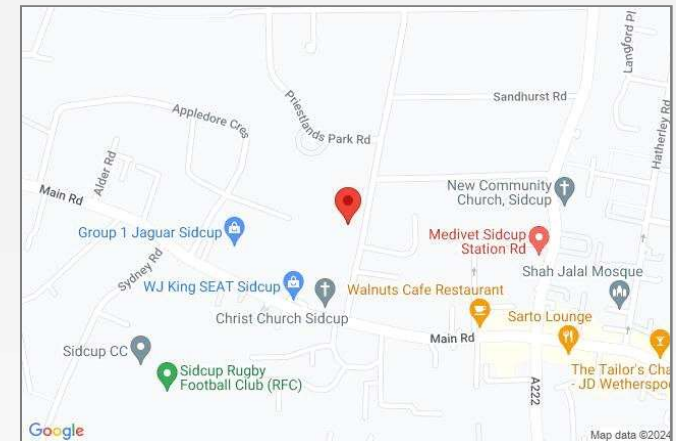 Langford Pl
Sandhurst Rd
Priestlands Park Rd
Appledore Cres
Hatherley Rd
Alder Rd
Main Rd
New Community
Church, Sidcup
Group 1 Jaguar Sidcup
Medivet Sidcup
Station Rd
Sydney Rd
Shah Jalal Mosque
WJ King SEAT Sidcup
Walnuts Cafe Restaurant
Christ Church Sidcup
Sarto Lounge
Main Rd
Sidcup CC
Sidcup Rugby
Football Club (RFC)
The Tailor's Cha
- JD Wetherspoo
A222
Google
Map data ©2024